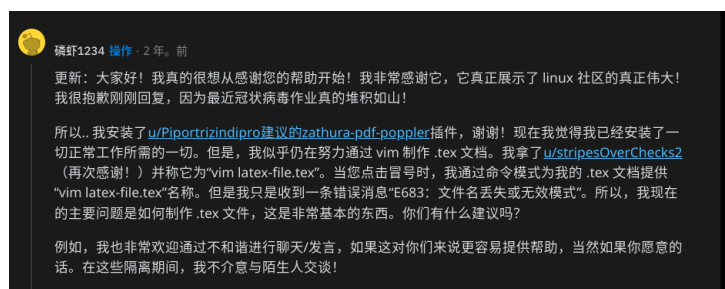 磷虾1234 操作 · 2 年。前
更新：大家好！我真的很想从感谢您的帮助开始！我非常感谢它，它真正展示了 linux 社区的真正伟大！
我很抱歉刚刚回复，因为最近冠状病毒作业真的堆积如山！
所以.. 我安装了u/Piportrizindipro建议的zathura-pdf-poppler插件，谢谢！现在我觉得我已经安装了一
切正常工作所需的一切。但是，我似乎仍在努力通过 vim 制作 .tex 文档。我拿了u/stripesOverChecks2
（再次感谢！）并称它为“vim latex-file.tex”。当您点击冒号时，我通过命令模式为我的 .tex 文档提供
“vim latex-file.tex”名称。但是我只是收到一条错误消息“E683：文件名丢失或无效模式”。所以，我现在
的主要问题是如何制作 .tex 文件，这是非常基本的东西。你们有什么建议吗？
例如，我也非常欢迎通过不和谐进行聊天/发言，如果这对你们来说更容易提供帮助，当然如果你愿意的
话。在这些隔离期间，我不介意与陌生人交谈！